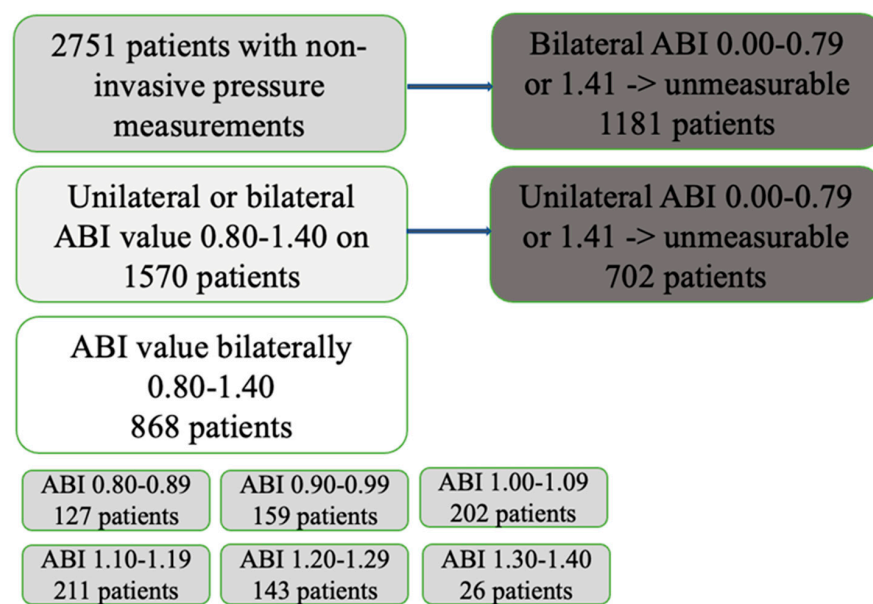 2751 patients with non-
invasive pressure
measurements
Bilateral ABI 0.00-0.79
or 1.41 -> unmeasurable
1181 patients
Unilateral or bilateral
ABI value 0.80-1.40 on
1570 patients
Unilateral ABI 0.00-0.79
or 1.41 -> unmeasurable
702 patients
ABI value bilaterally
0.80-1.40
868 patients
ABI 0.80-0.89
127 patients
ABI 0.90-0.99
159 patients
ABI 1.00-1.09
202 patients
ABI 1.10-1.19
211 patients
ABI 1.20-1.29
143 patients
ABI 1.30-1.40
26 patients